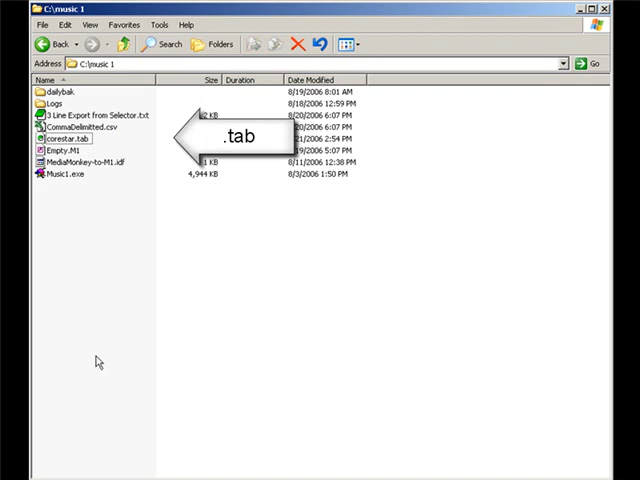 C:\music 1
File Edit View Favorites Tools Help
Back Search Folders
Address C:\music 1 Go
Name Size Duration Date Modified
dailybak 8/19/2006 8:01 AM
Logs 8/18/2006 12:59 PM
3 Line Export from Selector.txt 2 KB 8/20/2006 6:07 PM
CommaDelimitted.csv 20/2006 6:07 PM
corestar.tab .tab 21/2006 2:54 PM
Empty.M1 19/2006 5:07 PM
MediaMonkey-to-M1.idf 1 KB 8/11/2006 12:38 PM
Music1.exe 4,944 KB 8/3/2006 1:50 PM